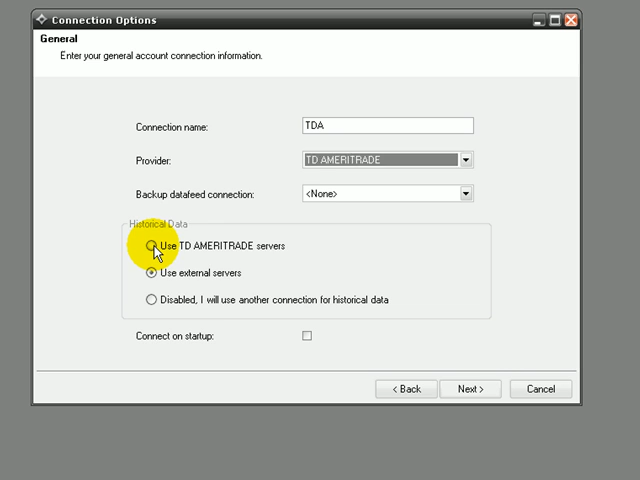 Connection Options
General
Enter your general account connection information.
Connection name:
TDA
Provider:
TD AMERITRADE
Backup datafeed connection:
<None>
Historical Data
Use TD AMERITRADE servers
Use external servers
Disabled, I will use another connection for historical data
Connect on startup:
< Back
Next >
Cancel